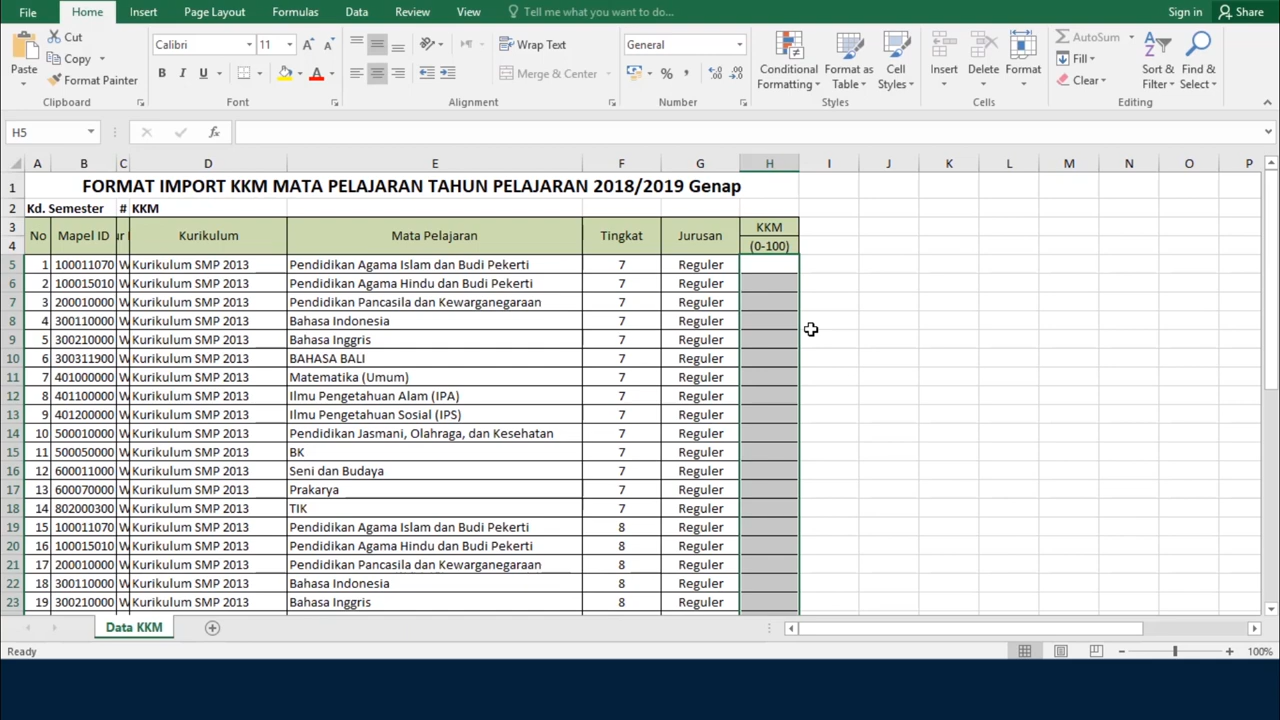 File Home Insert Page Layout Formulas Data Review View Tell me what you want to do... Sign in Share
Cut
Copy
Format Painter
Paste
Clipboard
Calibri 11
B I U
Font
Wrap Text
Merge & Center
Alignment
General
%
Number
Conditional Formatting
Format as Table
Cell Styles
Styles
Insert Delete Format
Cells
AutoSum
Fill
Clear
Sort & Filter
Find & Select
Editing
H5 fx
A B C D E F G H I J K L M N O P
1 FORMAT IMPORT KKM MATA PELAJARAN TAHUN PELAJARAN 2018/2019 Genap
2 Kd. Semester # KKM
3 No Mapel ID Kurikulum Mata Pelajaran Tingkat Jurusan KKM
4 (0-100)
5 1 100011070 W Kurikulum SMP 2013 Pendidikan Agama Islam dan Budi Pekerti 7 Reguler
6 2 100015010 W Kurikulum SMP 2013 Pendidikan Agama Hindu dan Budi Pekerti 7 Reguler
7 3 200010000 W Kurikulum SMP 2013 Pendidikan Pancasila dan Kewarganegaraan 7 Reguler
8 4 300110000 W Kurikulum SMP 2013 Bahasa Indonesia 7 Reguler
9 5 300210000 W Kurikulum SMP 2013 Bahasa Inggris 7 Reguler
10 6 300311900 W Kurikulum SMP 2013 BAHASA BALI 7 Reguler
11 7 401000000 W Kurikulum SMP 2013 Matematika (Umum) 7 Reguler
12 8 401100000 W Kurikulum SMP 2013 Ilmu Pengetahuan Alam (IPA) 7 Reguler
13 9 401200000 W Kurikulum SMP 2013 Ilmu Pengetahuan Sosial (IPS) 7 Reguler
14 10 500010000 W Kurikulum SMP 2013 Pendidikan Jasmani, Olahraga, dan Kesehatan 7 Reguler
15 11 500050000 W Kurikulum SMP 2013 BK 7 Reguler
16 12 600011000 W Kurikulum SMP 2013 Seni dan Budaya 7 Reguler
17 13 600070000 W Kurikulum SMP 2013 Prakarya 7 Reguler
18 14 802000300 W Kurikulum SMP 2013 TIK 7 Reguler
19 15 100011070 W Kurikulum SMP 2013 Pendidikan Agama Islam dan Budi Pekerti 8 Reguler
20 16 100015010 W Kurikulum SMP 2013 Pendidikan Agama Hindu dan Budi Pekerti 8 Reguler
21 17 200010000 W Kurikulum SMP 2013 Pendidikan Pancasila dan Kewarganegaraan 8 Reguler
22 18 300110000 W Kurikulum SMP 2013 Bahasa Indonesia 8 Reguler
23 19 300210000 W Kurikulum SMP 2013 Bahasa Inggris 8 Reguler
Data KKM
Ready 100%